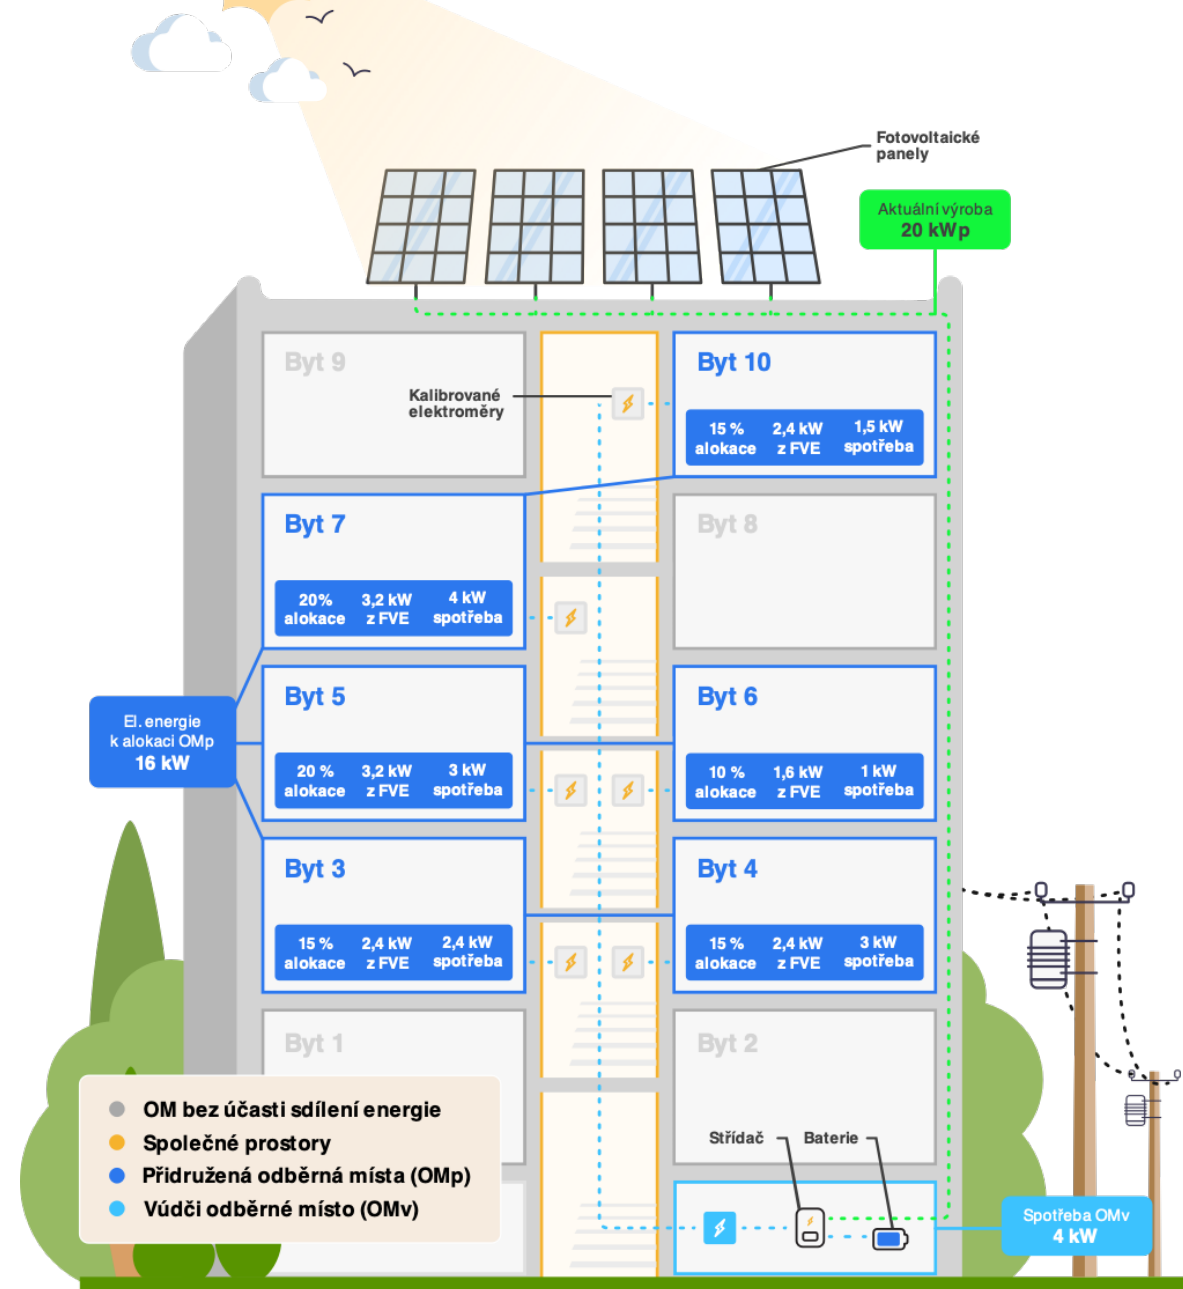 Fotovoltaické
panely
Aktuální výroba
20 kWp
Byt 9
Kalibrované
elektroměry
Byt 10
15 % 2,4 kW 1,5 kW
alokace z FVE spotřeba
Byt 7
20% 3,2 kW 4 kW
alokace z FVE spotřeba
Byt 8
El. energie
k alokaci OMp
16 kW
Byt 5
20 % 3,2 kW 3 kW
alokace z FVE spotřeba
Byt 6
10 % 1,6 kW 1 kW
alokace z FVE spotřeba
Byt 3
15 % 2,4 kW 2,4 kW
alokace z FVE spotřeba
Byt 4
15 % 2,4 kW 3 kW
alokace z FVE spotřeba
Byt 1
Byt 2
OM bez účasti sdílení energie
Společné prostory
Přidružená odběrná místa (OMp)
Vúdči odběrné místo (OMv)
Střídač
Baterie
Spotřeba OMv
4 kW